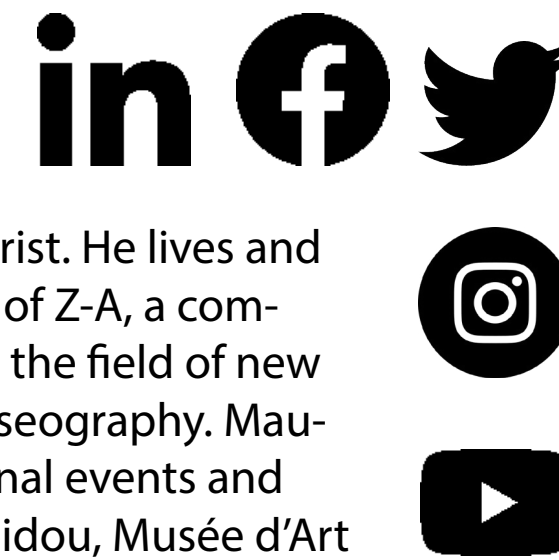 in
rist. He lives and
of Z-A, a com-
the field of new
seography. Mau-
nal events and
idou, Musée d’Art